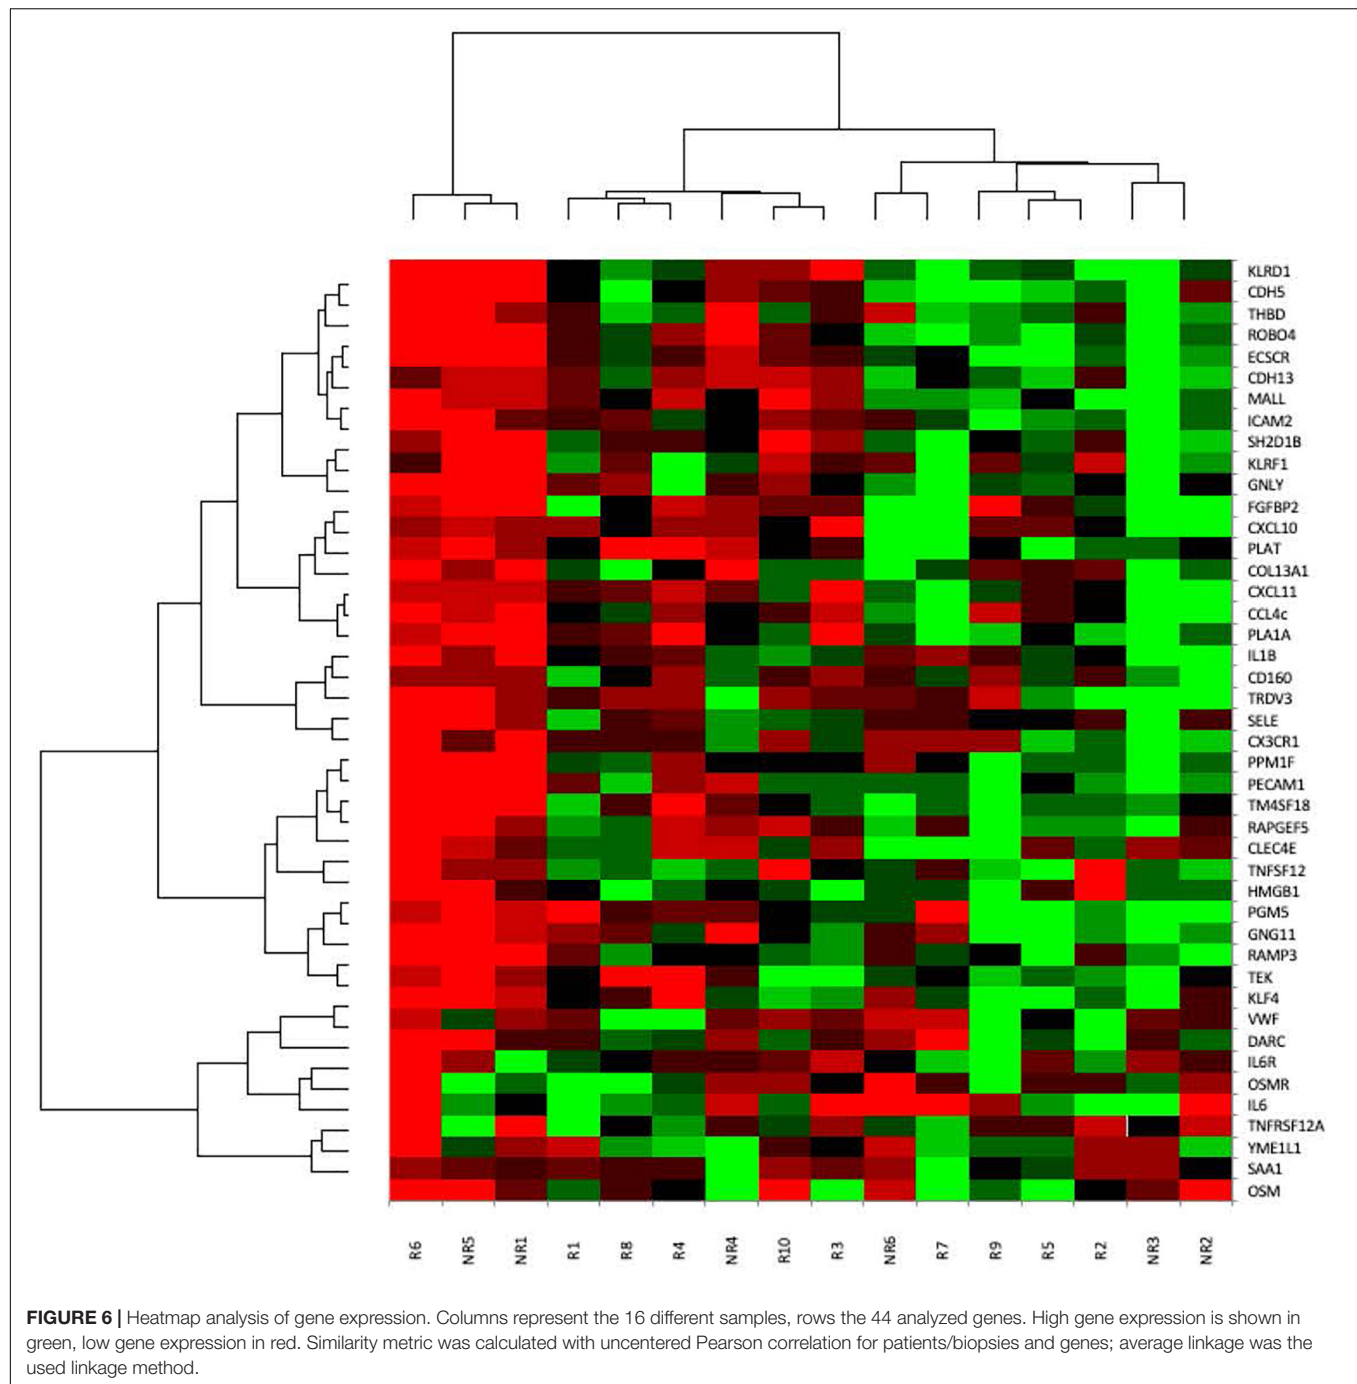 KLRD1
CDH5
THBD
ROBO4
ECSCR
CDH13
MALL
ICAM2
SH2D1B
KLRF1
GNLY
FGFBP2
CXCL10
PLAT
COL13A1
CXCL11
CCL4c
PLA1A
IL1B
CD160
TRDV3
SELE
CX3CR1
PPM1F
PECAM1
TM4SF18
RAPGEF5
CLEC4E
TNFSF12
HMGB1
PGM5
GNG11
RAMP3
TEK
KLF4
VWF
DARC
IL6R
OSMR
IL6
TNFRSF12A
YME1L1
SAA1
OSM
R6 NR5 NR1 R1 R8 R4 NR4 R10 R3 NR6 R7 R9 R5 R2 NR3 NR2
FIGURE 6 | Heatmap analysis of gene expression. Columns represent the 16 different samples, rows the 44 analyzed genes. High gene expression is shown in
green, low gene expression in red. Similarity metric was calculated with uncentered Pearson correlation for patients/biopsies and genes; average linkage was the
used linkage method.